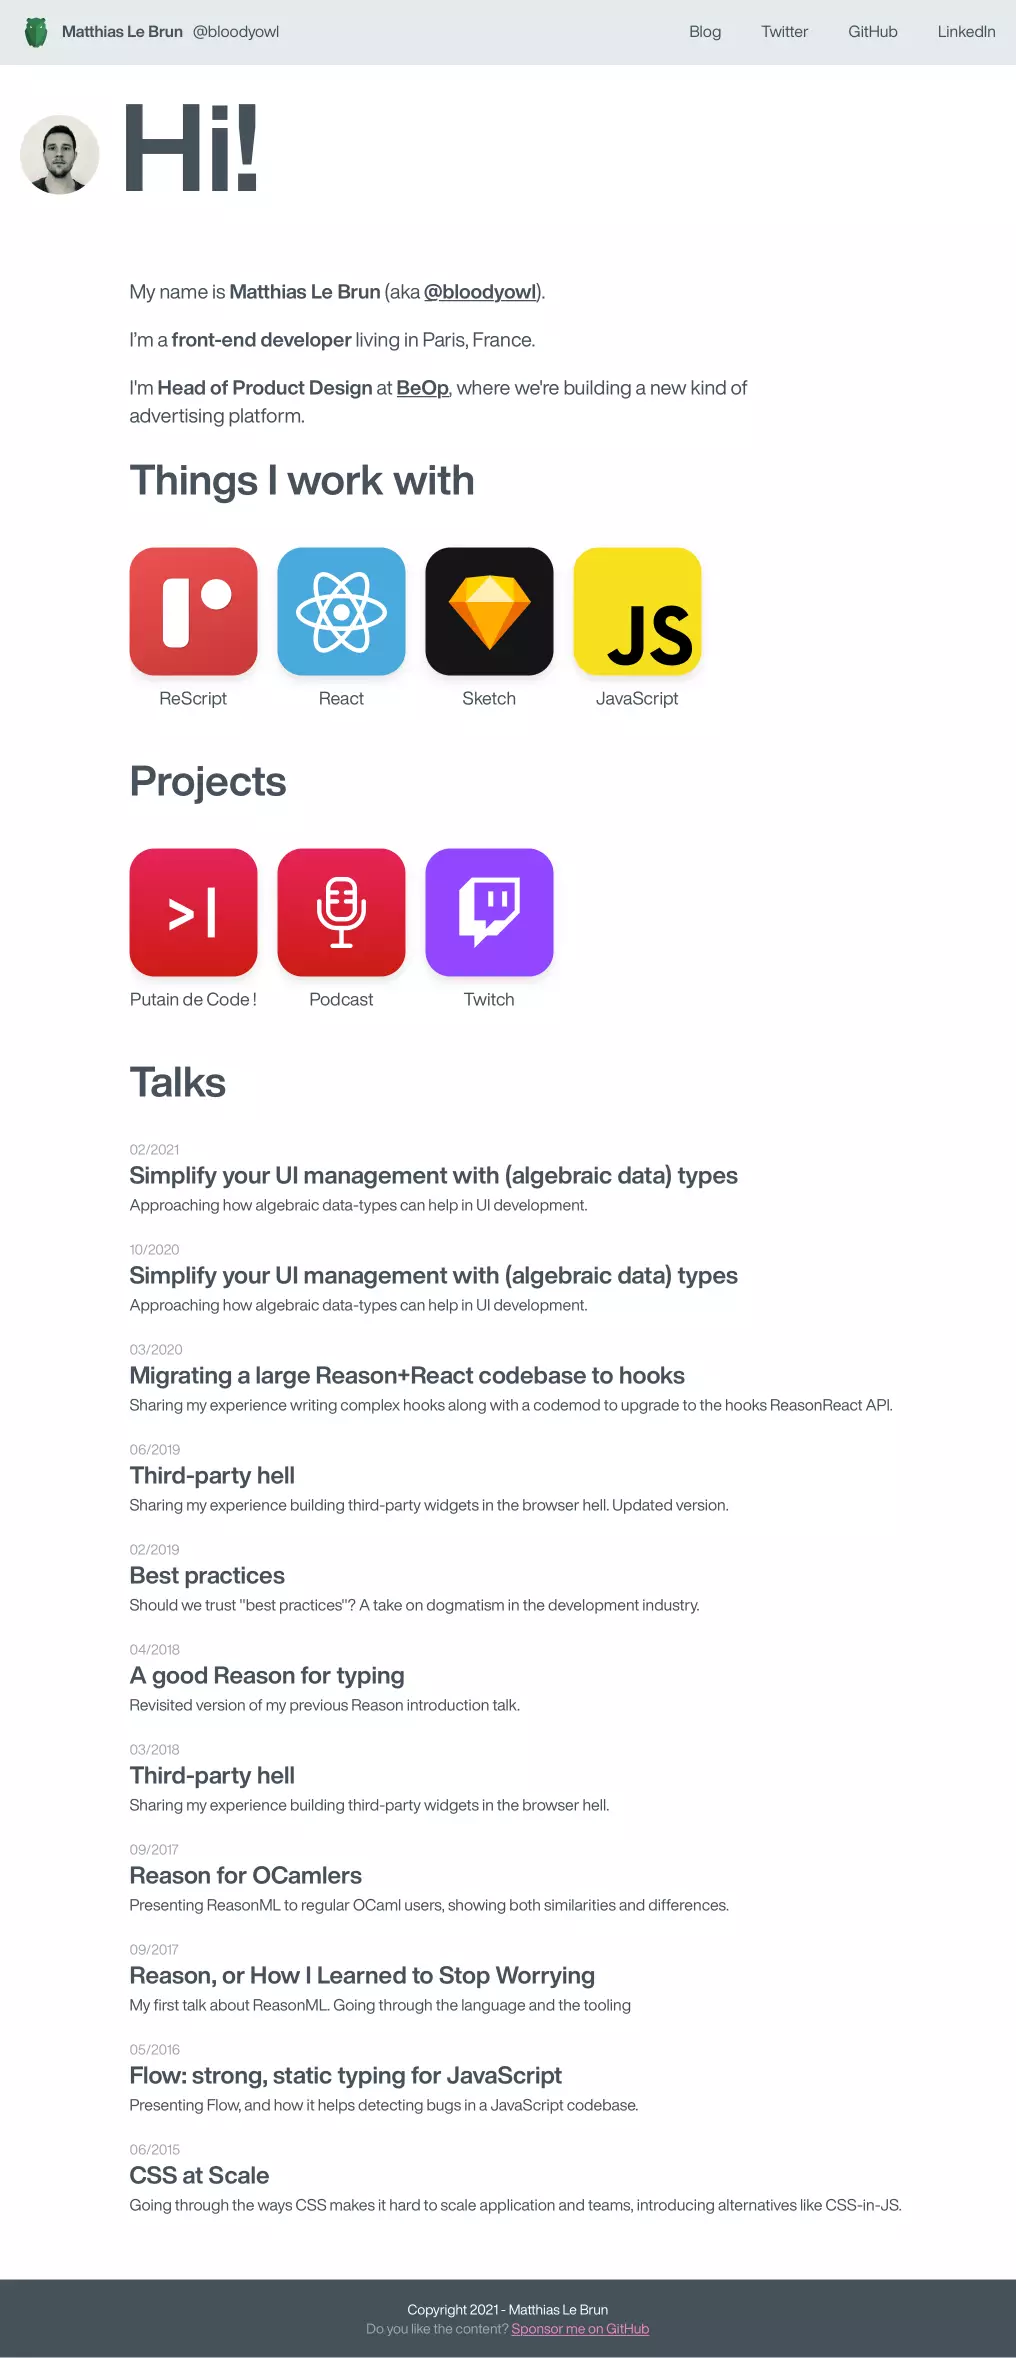 Matthias Le Brun @bloodyowl
Blog Twitter GitHub LinkedIn
Hi!
My name is Matthias Le Brun (aka @bloodyowl).
I’m a front-end developer living in Paris, France.
I'm Head of Product Design at BeOp, where we're building a new kind of
advertising platform.
Things I work with
JS
ReScript React Sketch JavaScript
Projects
>|
Putain de Code ! Podcast Twitch
Talks
02/2021
Simplify your UI management with (algebraic data) types
Approaching how algebraic data-types can help in UI development.
10/2020
Simplify your UI management with (algebraic data) types
Approaching how algebraic data-types can help in UI development.
03/2020
Migrating a large Reason+React codebase to hooks
Sharing my experience writing complex hooks along with a codemod to upgrade to the hooks ReasonReact API.
06/2019
Third-party hell
Sharing my experience building third-party widgets in the browser hell. Updated version.
02/2019
Best practices
Should we trust "best practices"? A take on dogmatism in the development industry.
04/2018
A good Reason for typing
Revisited version of my previous Reason introduction talk.
03/2018
Third-party hell
Sharing my experience building third-party widgets in the browser hell.
09/2017
Reason for OCamlers
Presenting ReasonML to regular OCaml users, showing both similarities and differences.
09/2017
Reason, or How I Learned to Stop Worrying
My first talk about ReasonML. Going through the language and the tooling
05/2016
Flow: strong, static typing for JavaScript
Presenting Flow, and how it helps detecting bugs in a JavaScript codebase.
06/2015
CSS at Scale
Going through the ways CSS makes it hard to scale application and teams, introducing alternatives like CSS-in-JS.
Copyright 2021 - Matthias Le Brun
Do you like the content? Sponsor me on GitHub